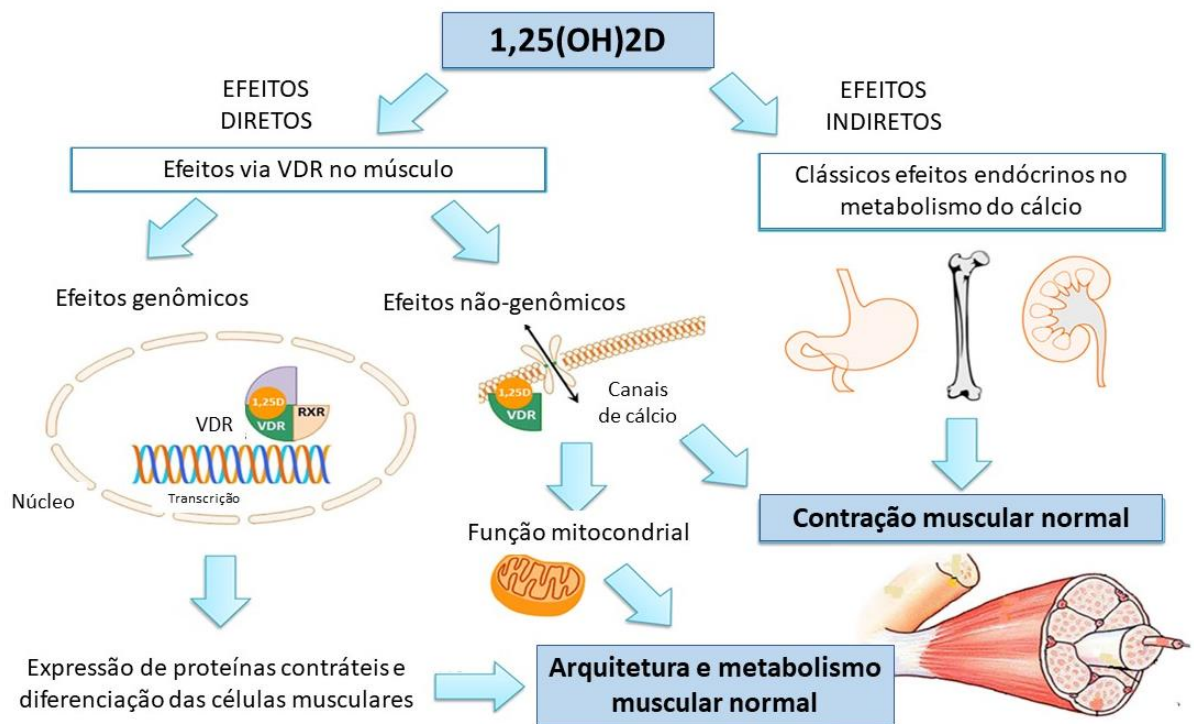 1,25(OH)2D
EFEITOS
DIRETOS
EFEITOS
INDIRETOS
Efeitos via VDR no músculo
Clássicos efeitos endócrinos no
metabolismo do cálcio
Efeitos genômicos
Efeitos não-genômicos
1,25D
VDR
RXR
VDR
Transcrição
Núcleo
1,25D
VDR
Canais
de cálcio
Função mitocondrial
Contração muscular normal
Expressão de proteínas contráteis e
diferenciação das células musculares
Arquitetura e metabolismo
muscular normal